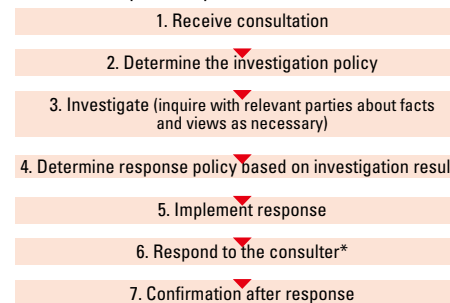 1. Receive consultation
2. Determine the investigation policy
3. Investigate (inquire with relevant parties about facts
and views as necessary)
4. Determine response policy based on investigation resul
5. Implement response
6. Respond to the consulter*
7. Confirmation after response